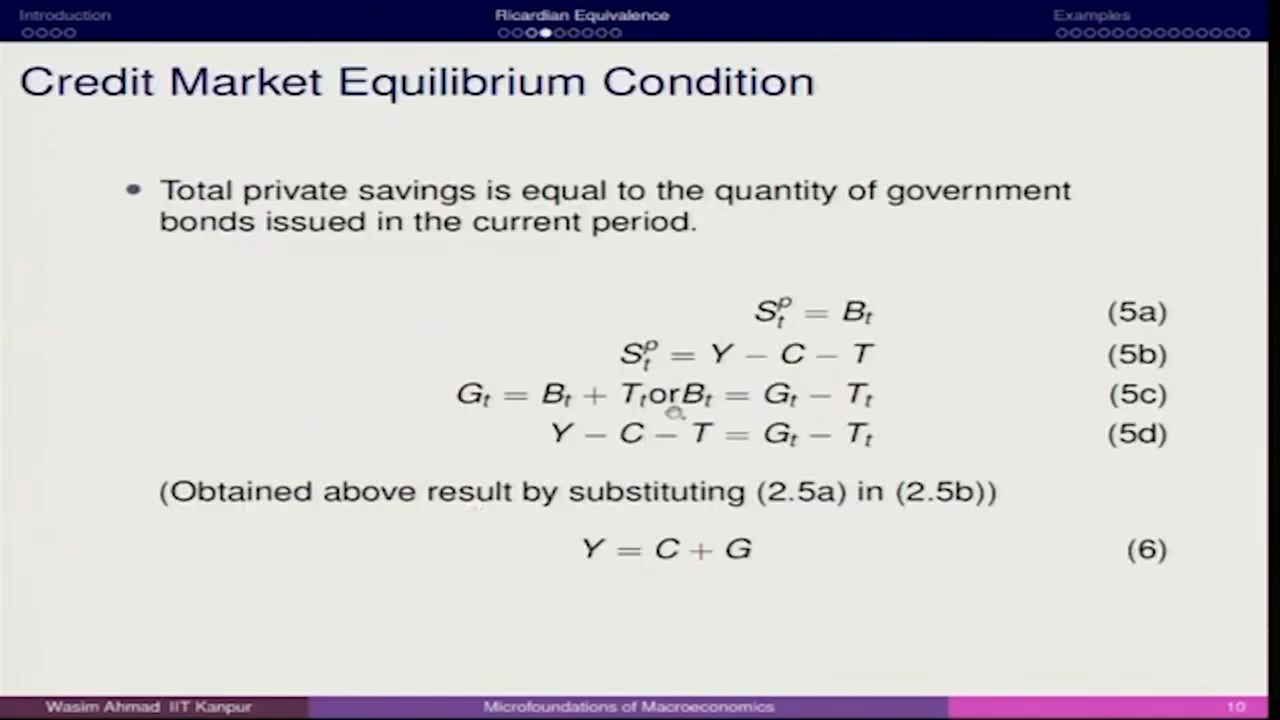 Introduction Ricardian Equivalence Examples
Credit Market Equilibrium Condition
Total private savings is equal to the quantity of government
bonds issued in the current period.
S_t^p = B_t (5a)
S_t^p = Y − C − T (5b)
G_t = B_t + T_t or B_t = G_t − T_t (5c)
Y − C − T = G_t − T_t (5d)
(Obtained above result by substituting (2.5a) in (2.5b))
Y = C + G (6)
Wasim Ahmad IIT Kanpur Microfoundations of Macroeconomics 10